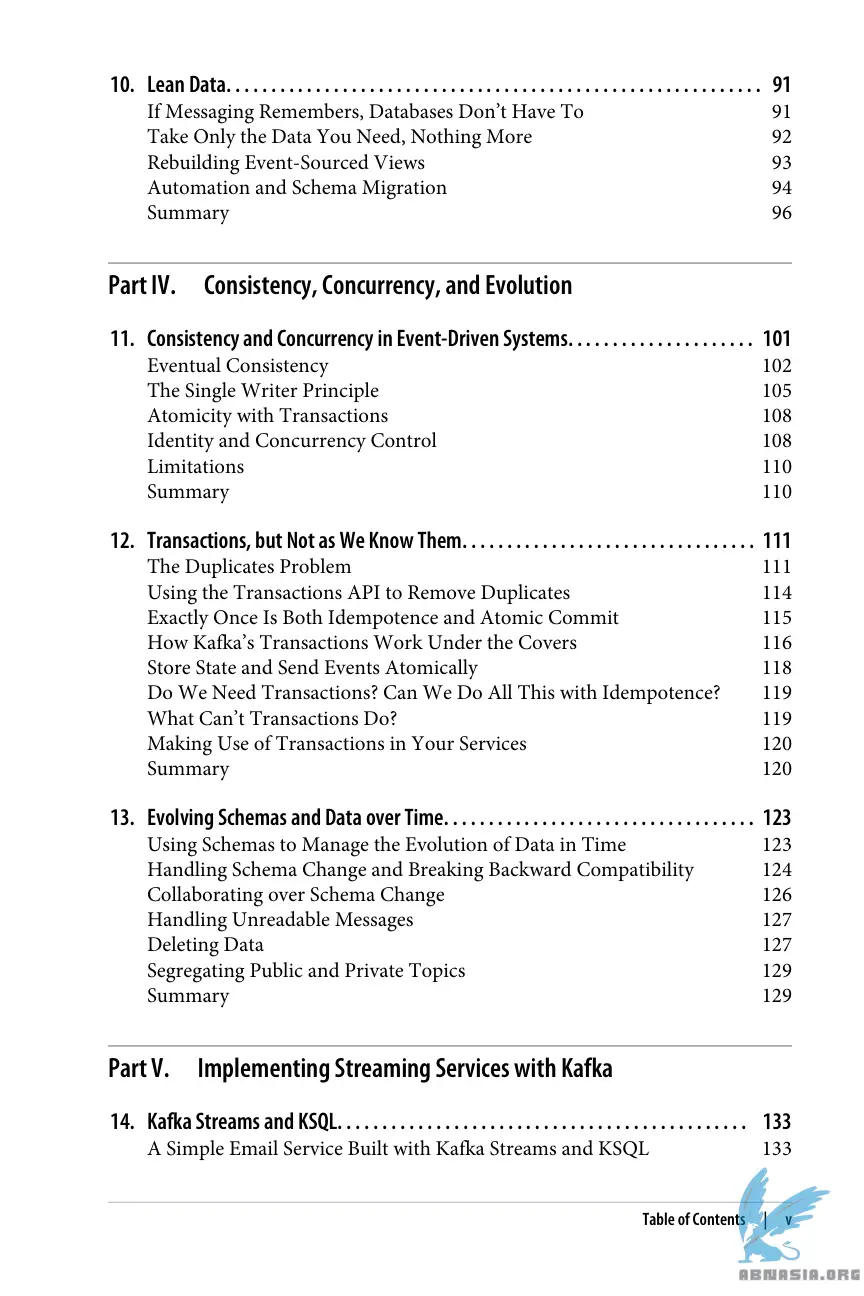 10. Lean Data. . . . . . . . . . . . . . . . . . . . . . . . . . . . . . . . . . . . . . . . . . . . . . . . . . . . . . . . . . . . 91
If Messaging Remembers, Databases Don’t Have To 91
Take Only the Data You Need, Nothing More 92
Rebuilding Event-Sourced Views 93
Automation and Schema Migration 94
Summary 96
Part IV. Consistency, Concurrency, and Evolution
11. Consistency and Concurrency in Event-Driven Systems. . . . . . . . . . . . . . . . . . . . . 101
Eventual Consistency 102
The Single Writer Principle 105
Atomicity with Transactions 108
Identity and Concurrency Control 108
Limitations 110
Summary 110
12. Transactions, but Not as We Know Them. . . . . . . . . . . . . . . . . . . . . . . . . . . . . . . . . 111
The Duplicates Problem 111
Using the Transactions API to Remove Duplicates 114
Exactly Once Is Both Idempotence and Atomic Commit 115
How Kafka’s Transactions Work Under the Covers 116
Store State and Send Events Atomically 118
Do We Need Transactions? Can We Do All This with Idempotence? 119
What Can’t Transactions Do? 119
Making Use of Transactions in Your Services 120
Summary 120
13. Evolving Schemas and Data over Time. . . . . . . . . . . . . . . . . . . . . . . . . . . . . . . . . . . 123
Using Schemas to Manage the Evolution of Data in Time 123
Handling Schema Change and Breaking Backward Compatibility 124
Collaborating over Schema Change 126
Handling Unreadable Messages 127
Deleting Data 127
Segregating Public and Private Topics 129
Summary 129
Part V. Implementing Streaming Services with Kafka
14. Kafka Streams and KSQL. . . . . . . . . . . . . . . . . . . . . . . . . . . . . . . . . . . . . . . . . . . . . . 133
A Simple Email Service Built with Kafka Streams and KSQL 133
Table of Contents | v
ABNASIA.ORG